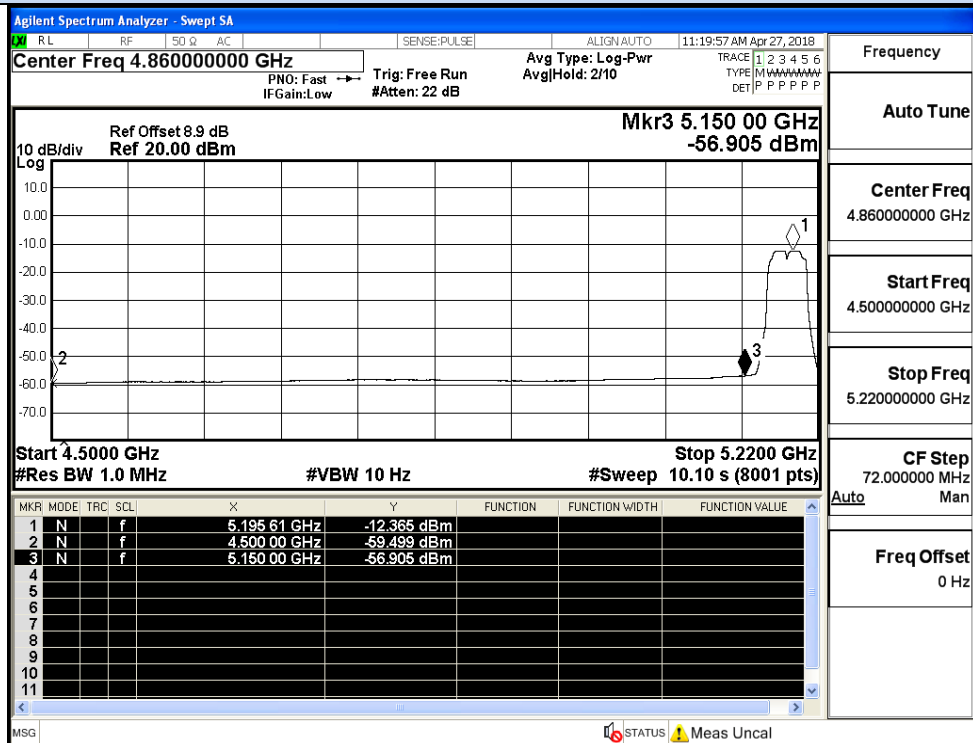 Agilent Spectrum Analyzer - Swept SA
LXI RL RF 50 Ω AC SENSE:PULSE ALIGN AUTO 11:19:57 AM Apr 27, 2018
Center Freq 4.860000000 GHz
PNO: Fast
IFGain:Low
Trig: Free Run
#Atten: 22 dB
Avg Type: Log-Pwr
Avg|Hold: 2/10
TRACE 1 2 3 4 5 6
TYPE M WWWWW
DET P P P P P P
Ref Offset 8.9 dB
Ref 20.00 dBm
10 dB/div
Log
Mkr3 5.150 00 GHz
-56.905 dBm
10.0
0.00
-10.0
-20.0
-30.0
-40.0
-50.0
-60.0
-70.0
1
2
3
Start 4.5000 GHz
Stop 5.2200 GHz
#Res BW 1.0 MHz #VBW 10 Hz #Sweep 10.10 s (8001 pts)
MKR MODE TRC SCL X Y FUNCTION FUNCTION WIDTH FUNCTION VALUE
1 N f 5.195 61 GHz -12.365 dBm
2 N f 4.500 00 GHz -59.499 dBm
3 N f 5.150 00 GHz -56.905 dBm
4
5
6
7
8
9
10
11
MSG
STATUS Meas Uncal
Frequency
Auto Tune
Center Freq
4.860000000 GHz
Start Freq
4.500000000 GHz
Stop Freq
5.220000000 GHz
CF Step
72.000000 MHz
Auto Man
Freq Offset
0 Hz